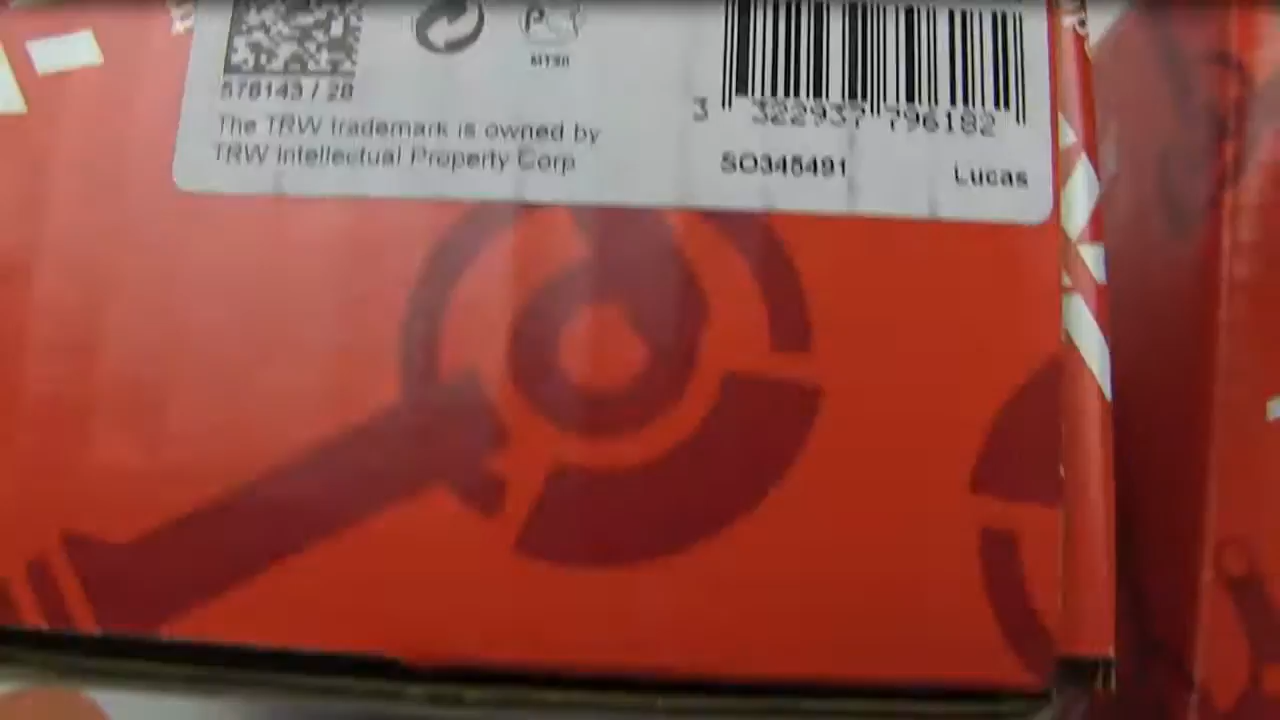 578143 / 28
The TRW trademark is owned by
TRW Intellectual Property Corp
3 322937 796182
SO345491 Lucas